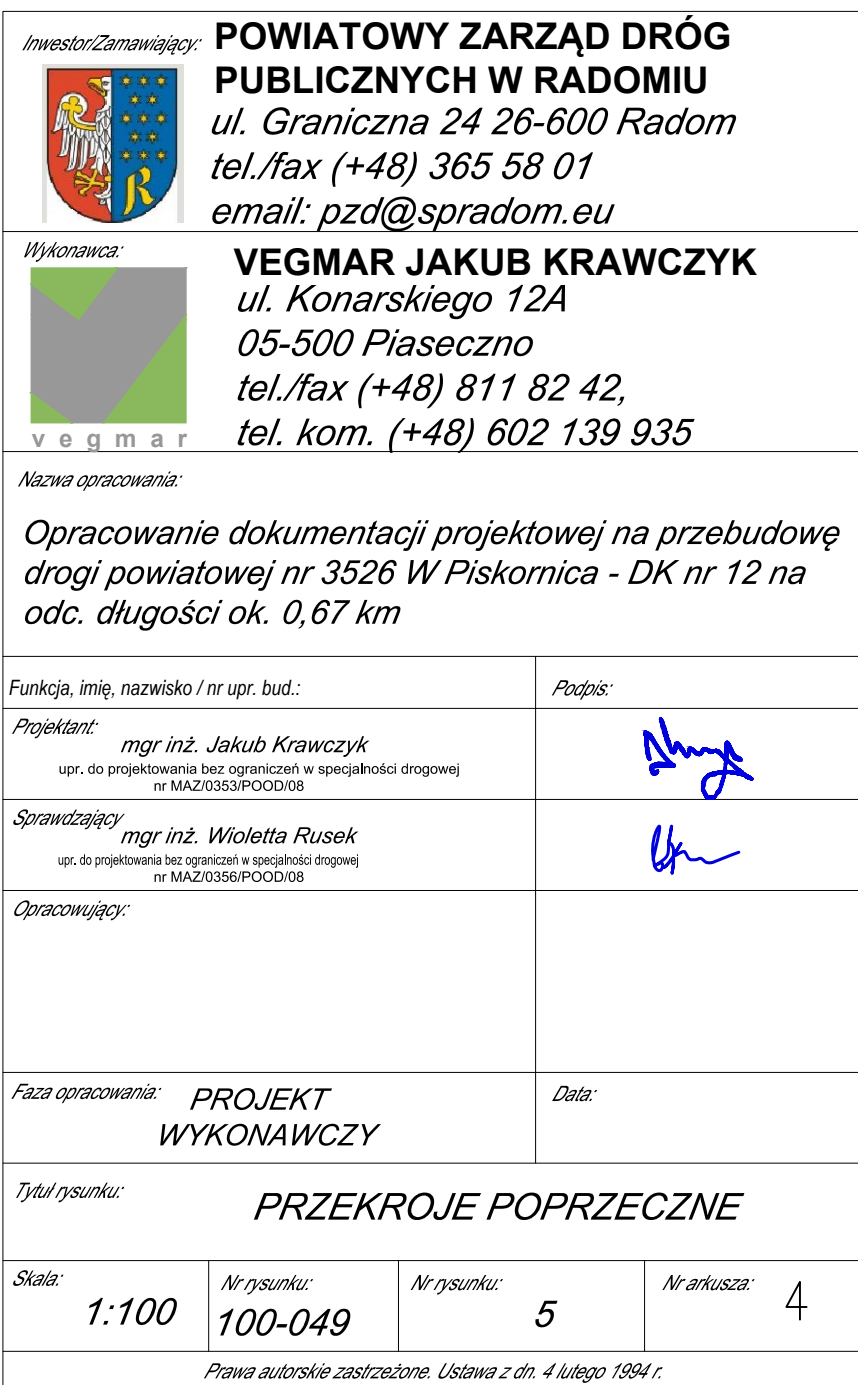 Inwestor/Zamawiający: POWIATOWY ZARZĄD DRÓG
PUBLICZNYCH W RADOMIU
ul. Graniczna 24 26-600 Radom
tel./fax (+48) 365 58 01
email: pzd@spradom.eu
R
Wykonawca:
VEGMAR JAKUB KRAWCZYK
ul. Konarskiego 12A
05-500 Piaseczno
tel./fax (+48) 811 82 42,
tel. kom. (+48) 602 139 935
vegmar
Nazwa opracowania:
Opracowanie dokumentacji projektowej na przebudowę
drogi powiatowej nr 3526 W Piskornica - DK nr 12 na
odc. długości ok. 0,67 km
Funkcja, imię, nazwisko / nr upr. bud.: Podpis:
Projektant:
mgr inż. Jakub Krawczyk
upr. do projektowania bez ograniczeń w specjalności drogowej
nr MAZ/0353/POOD/08
Sprawdzający
mgr inż. Wioletta Rusek
upr. do projektowania bez ograniczeń w specjalności drogowej
nr MAZ/0356/POOD/08
Opracowujący:
Faza opracowania: PROJEKT
WYKONAWCZY
Data:
Tytuł rysunku:
PRZEKROJE POPRZECZNE
Skala: 1:100
Nr rysunku: 100-049
Nr rysunku: 5
Nr arkusza: 4
Prawa autorskie zastrzeżone. Ustawa z dn. 4 lutego 1994 r.